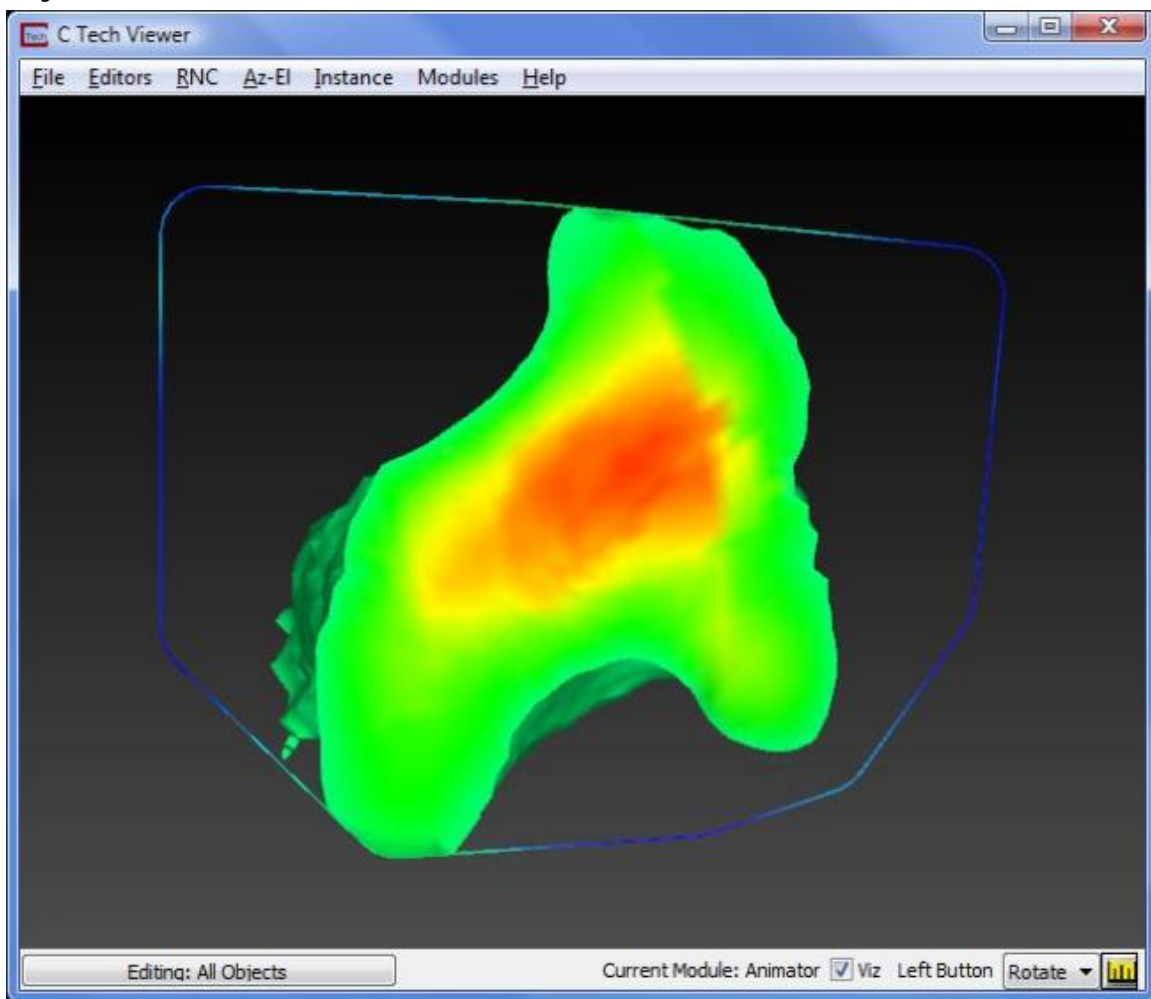 C Tech Viewer
File Editors RNC Az-El Instance Modules Help
Editing: All Objects Current Module: Animator Viz Left Button Rotate